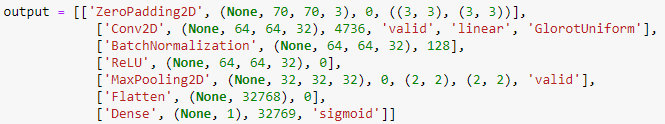 output = [['ZeroPadding2D', (None, 70, 70, 3), 0, ((3, 3), (3, 3))],
['Conv2D', (None, 64, 64, 32), 4736, 'valid', 'linear', 'GlorotUniform'],
['BatchNormalization', (None, 64, 64, 32), 128],
['ReLU', (None, 64, 64, 32), 0],
['MaxPooling2D', (None, 32, 32, 32), 0, (2, 2), (2, 2), 'valid'],
['Flatten', (None, 32768), 0],
['Dense', (None, 1), 32769, 'sigmoid']]